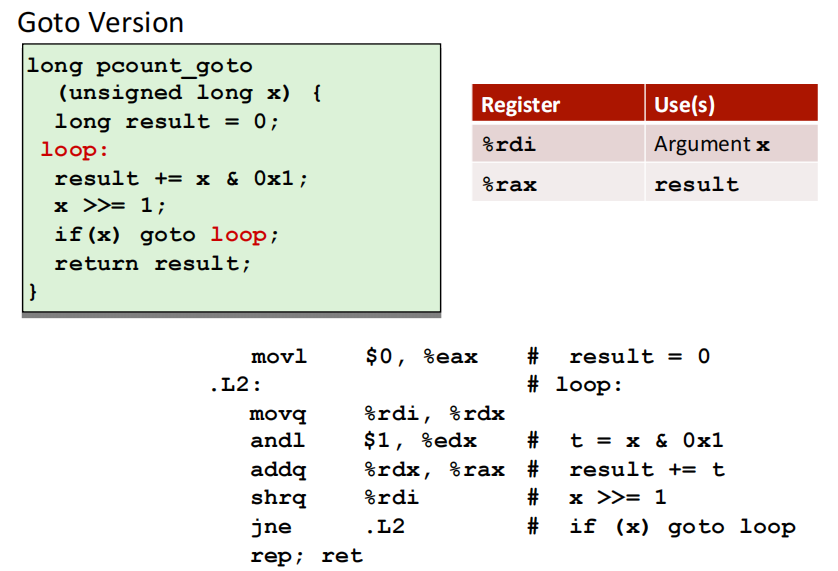 Goto Version
long pcount_goto
(unsigned long x) {
long result = 0;
loop:
result += x & 0x1;
x >>= 1;
if(x) goto loop;
return result;
}
Register Use(s)
%rdi Argument x
%rax result
movl $0, %eax # result = 0
.L2: # loop:
movq %rdi, %rdx
andl $1, %edx # t = x & 0x1
addq %rdx, %rax # result += t
shrq %rdi # x >>= 1
jne .L2 # if (x) goto loop
rep; ret